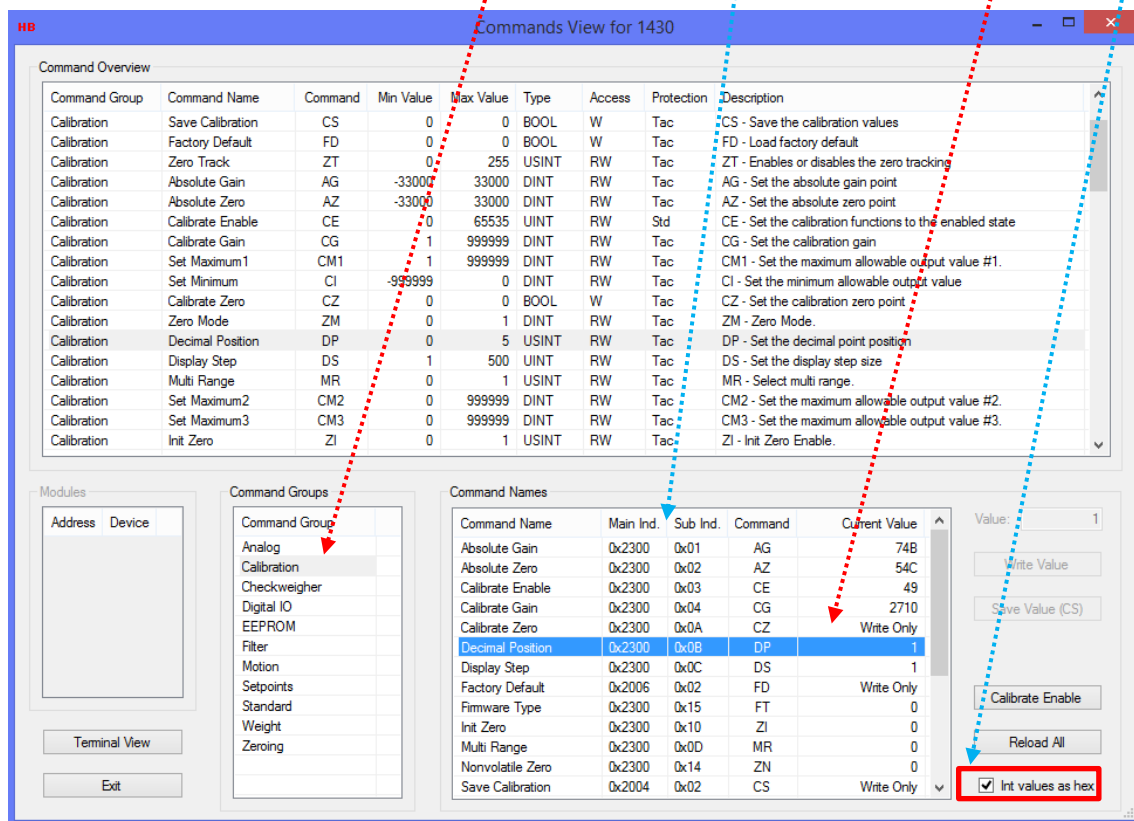 HB Commands View for 1430
Command Overview
Command Group Command Name Command Min Value Max Value Type Access Protection Description
Calibration Save Calibration CS 0 0 BOOL W Tac CS - Save the calibration values
Calibration Factory Default FD 0 0 BOOL W Tac FD - Load factory default
Calibration Zero Track ZT 0 255 USINT RW Tac ZT - Enables or disables the zero tracking
Calibration Absolute Gain AG -33000 33000 DINT RW Tac AG - Set the absolute gain point
Calibration Absolute Zero AZ -33000 33000 DINT RW Tac AZ - Set the absolute zero point
Calibration Calibrate Enable CE 0 65535 UINT RW Std CE - Set the calibration functions to the enabled state
Calibration Calibrate Gain CG 1 999999 DINT RW Tac CG - Set the calibration gain
Calibration Set Maximum1 CM1 1 999999 DINT RW Tac CM1 - Set the maximum allowable output value #1.
Calibration Set Minimum CI -999999 0 DINT RW Tac CI - Set the minimum allowable output value
Calibration Calibrate Zero CZ 0 0 BOOL W Tac CZ - Set the calibration zero point
Calibration Zero Mode ZM 0 1 DINT RW Tac ZM - Zero Mode.
Calibration Decimal Position DP 0 5 USINT RW Tac DP - Set the decimal point position
Calibration Display Step DS 1 500 UINT RW Tac DS - Set the display step size
Calibration Multi Range MR 0 1 USINT RW Tac MR - Select multi range.
Calibration Set Maximum2 CM2 0 999999 DINT RW Tac CM2 - Set the maximum allowable output value #2.
Calibration Set Maximum3 CM3 0 999999 DINT RW Tac CM3 - Set the maximum allowable output value #3.
Calibration Init Zero ZI 0 1 USINT RW Tac ZI - Init Zero Enable.
Modules
Address Device
Terminal View
Exit
Command Groups
Command Group
Analog
Calibration
Checkweigher
Digital IO
EEPROM
Filter
Motion
Setpoints
Standard
Weight
Zeroing
Command Names
Command Name Main Ind. Sub Ind. Command Current Value
Absolute Gain 0x2300 0x01 AG 74B
Absolute Zero 0x2300 0x02 AZ 54C
Calibrate Enable 0x2300 0x03 CE 49
Calibrate Gain 0x2300 0x04 CG 2710
Calibrate Zero 0x2300 0x0A CZ Write Only
Decimal Position 0x2300 0x0B DP 1
Display Step 0x2300 0x0C DS 1
Factory Default 0x2006 0x02 FD Write Only
Firmware Type 0x2300 0x15 FT 0
Init Zero 0x2300 0x10 ZI 0
Multi Range 0x2300 0x0D MR 0
Nonvolatile Zero 0x2300 0x14 ZN 0
Save Calibration 0x2004 0x02 CS Write Only
Value: 1
Write Value
Save Value (CS)
Calibrate Enable
Reload All
Int values as hex